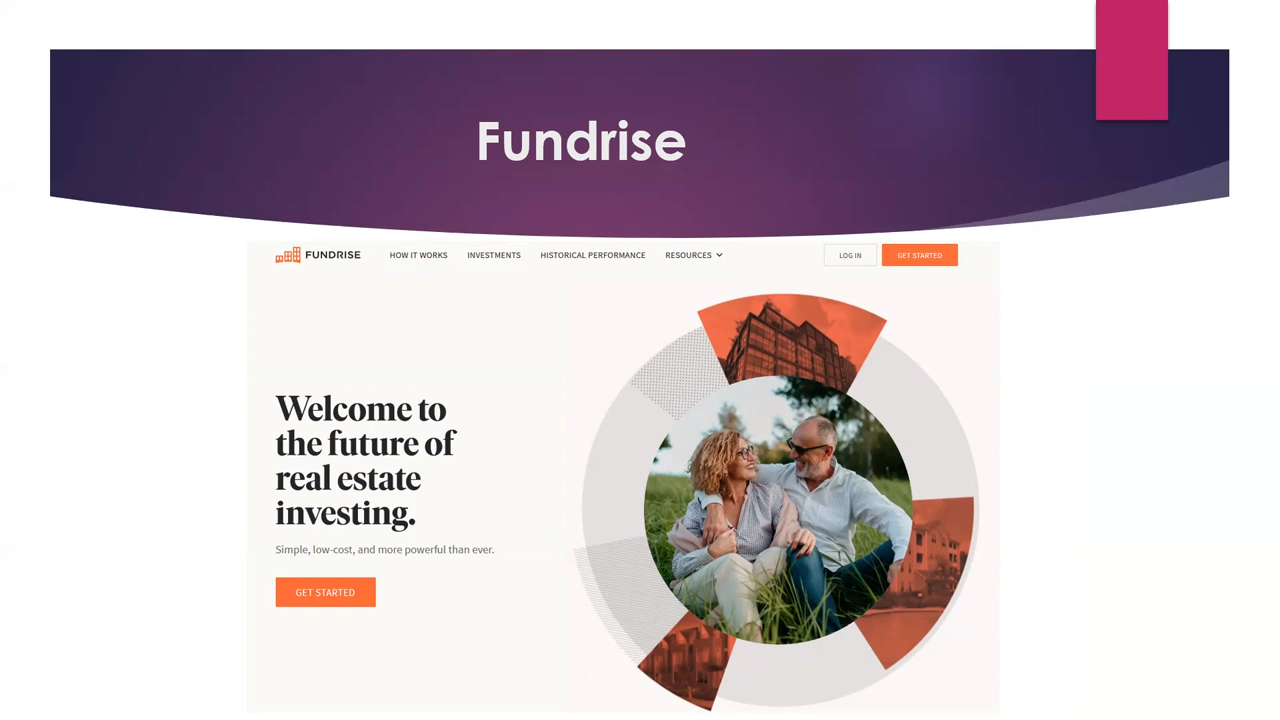 Fundrise
FUNDRISE HOW IT WORKS INVESTMENTS HISTORICAL PERFORMANCE RESOURCES LOG IN GET STARTED
Welcome to
the future of
real estate
investing.
Simple, low-cost, and more powerful than ever.
GET STARTED